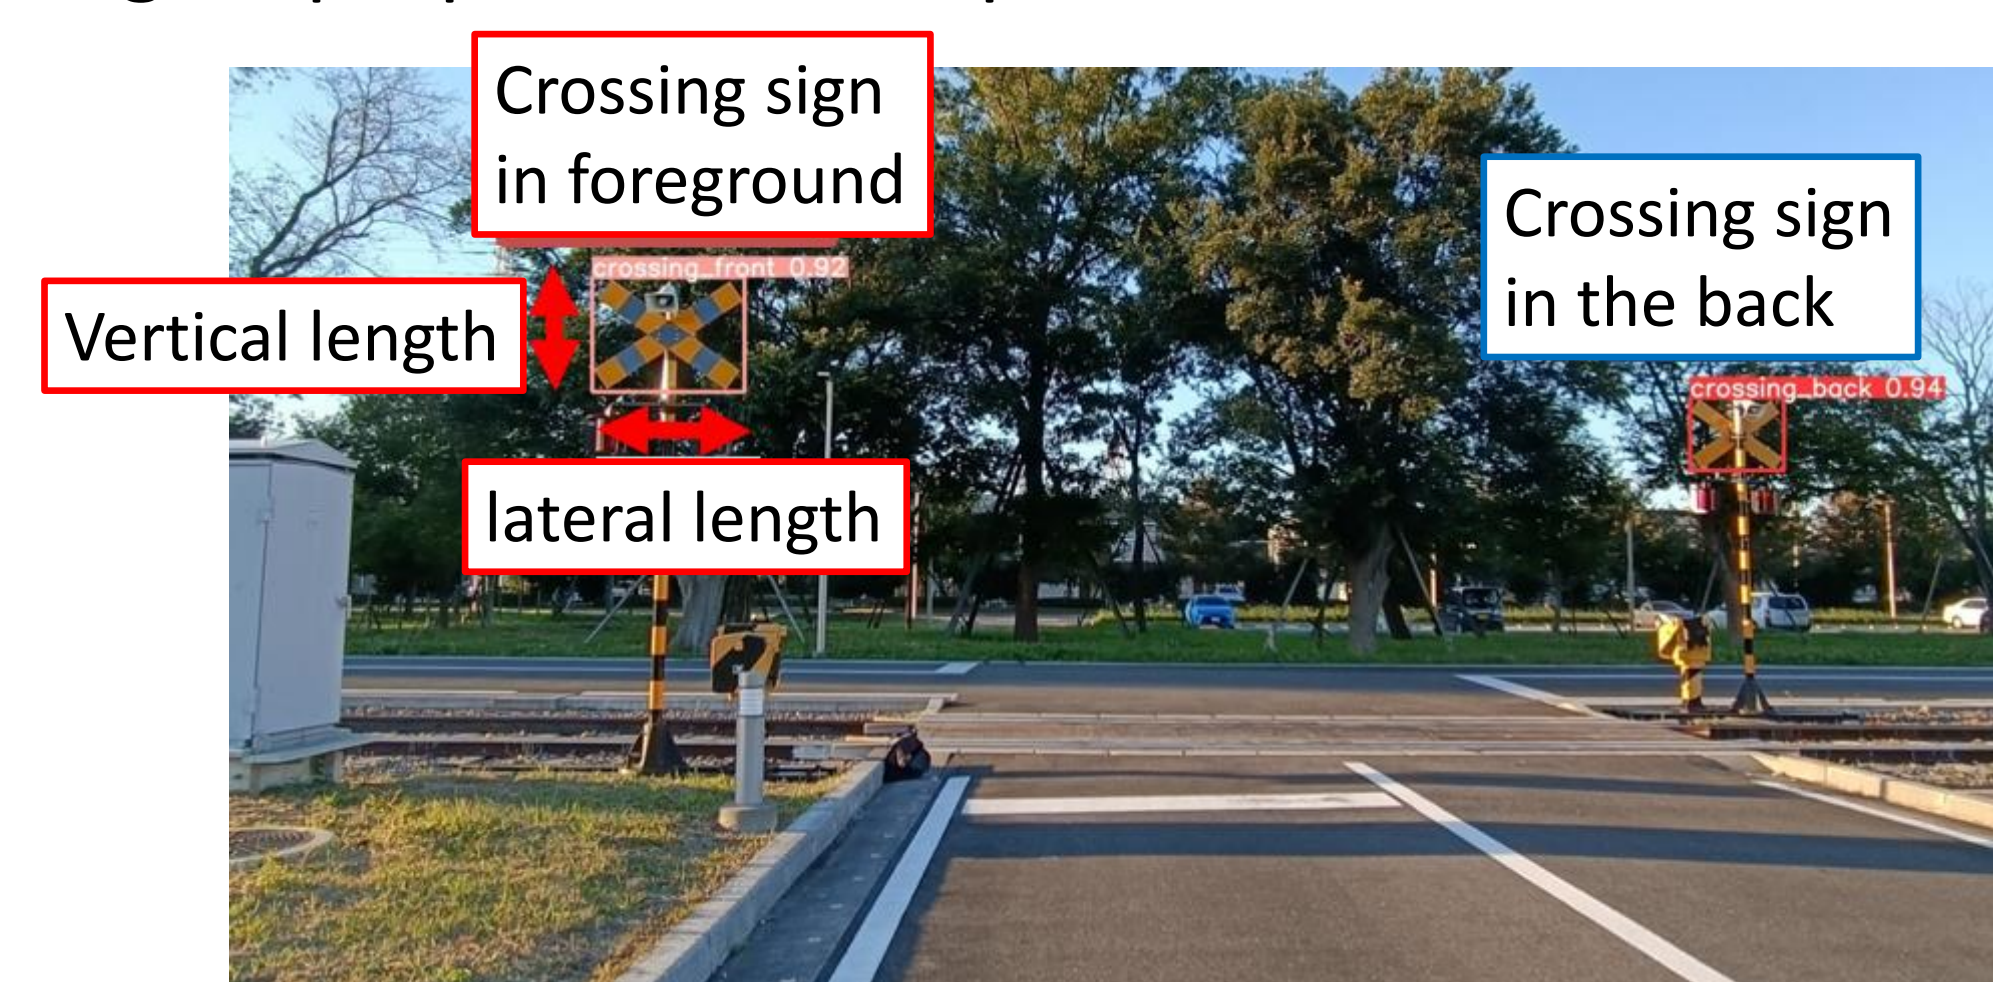 Crossing sign
in foreground
crossing_front 0.92
Vertical length
lateral length
Crossing sign
in the back
crossing_back 0.94